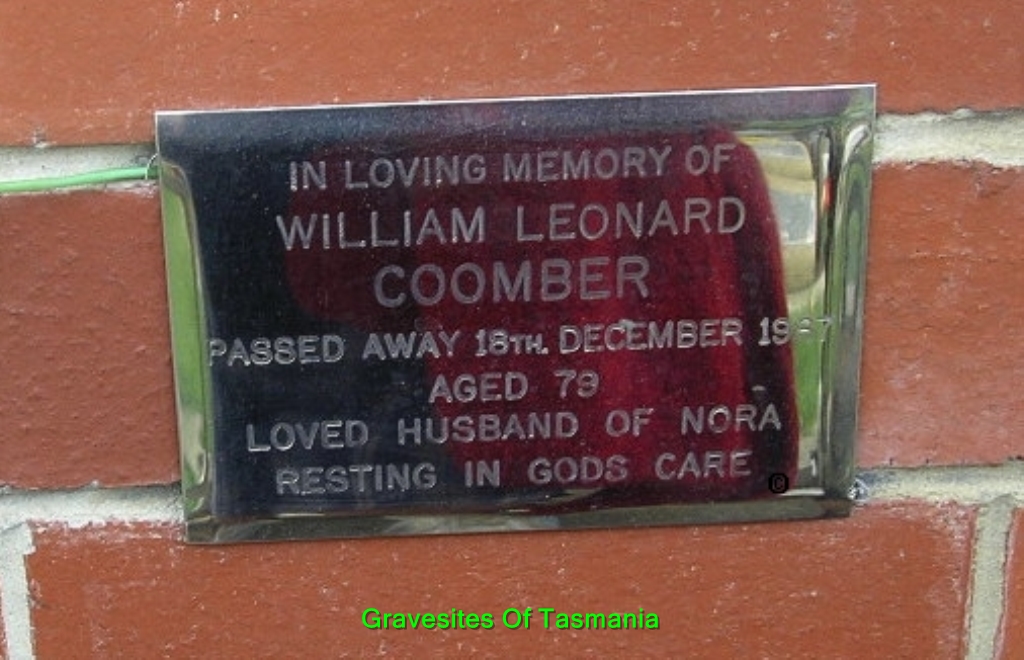 IN LOVING MEMORY OF
WILLIAM LEONARD
COOMBER
PASSED AWAY 18TH. DECEMBER
AGED 79
LOVED HUSBAND OF NORA
RESTING IN GODS CARE
©
Gravesites Of Tasmania